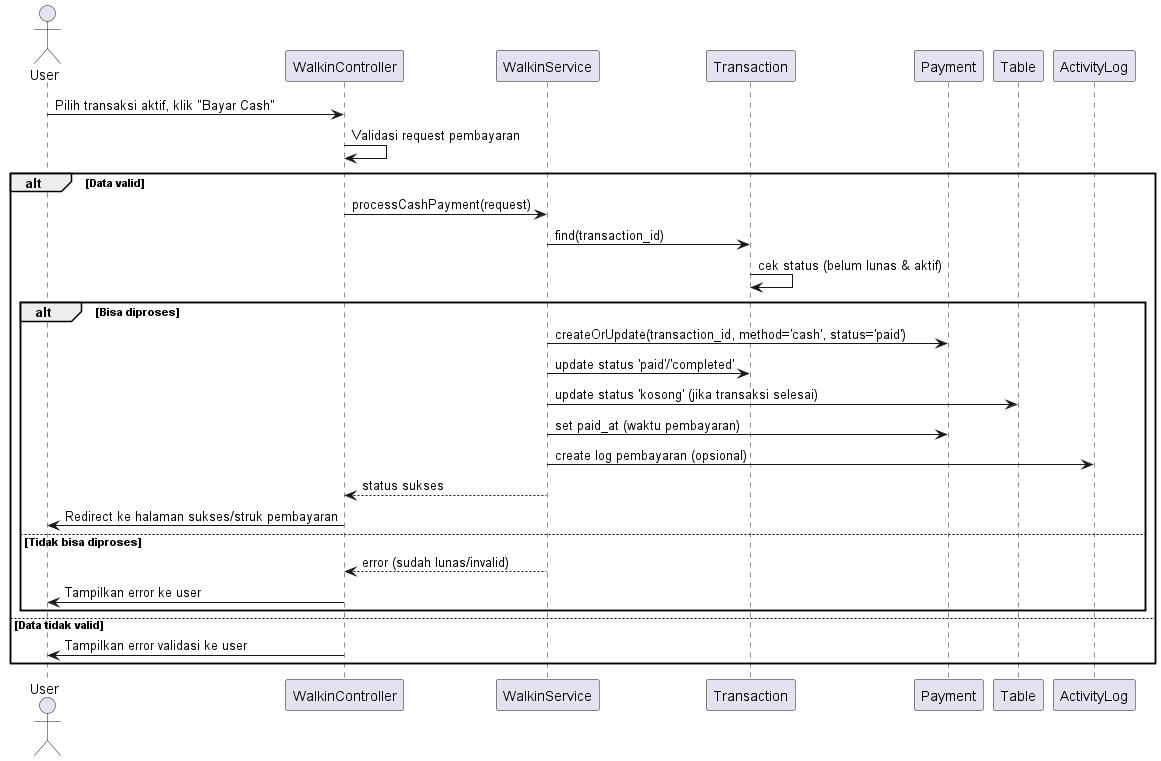 User
WalkinController
WalkinService
Transaction
Payment
Table
ActivityLog
Pilih transaksi aktif, klik "Bayar Cash"
Validasi request pembayaran
alt
[Data valid]
processCashPayment(request)
find(transaction_id)
cek status (belum lunas & aktif)
alt
[Bisa diproses]
createOrUpdate(transaction_id, method='cash', status='paid')
update status 'paid'/'completed'
update status 'kosong' (jika transaksi selesai)
set paid_at (waktu pembayaran)
create log pembayaran (opsional)
status sukses
Redirect ke halaman sukses/struk pembayaran
[Tidak bisa diproses]
error (sudah lunas/invalid)
Tampilkan error ke user
[Data tidak valid]
Tampilkan error validasi ke user
User
WalkinController
WalkinService
Transaction
Payment
Table
ActivityLog